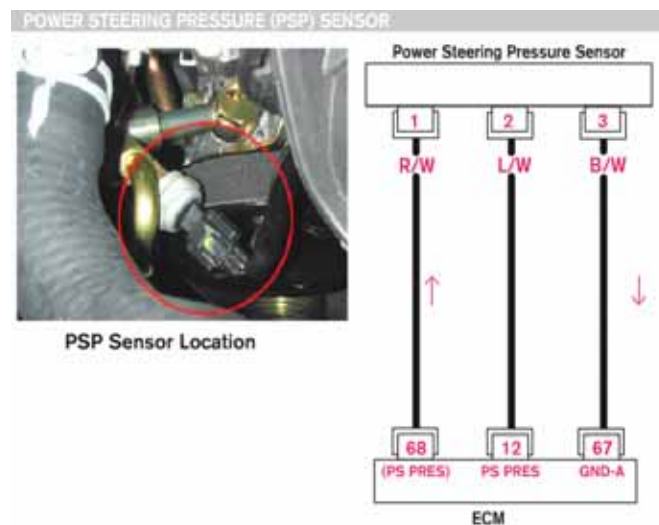 POWER STEERING PRESSURE (PSP) SENSOR
Power Steering Pressure Sensor
1 2 3
R/W L/W B/W
PSP Sensor Location
68 12 67
(PS PRES) PS PRES GND-A
ECM